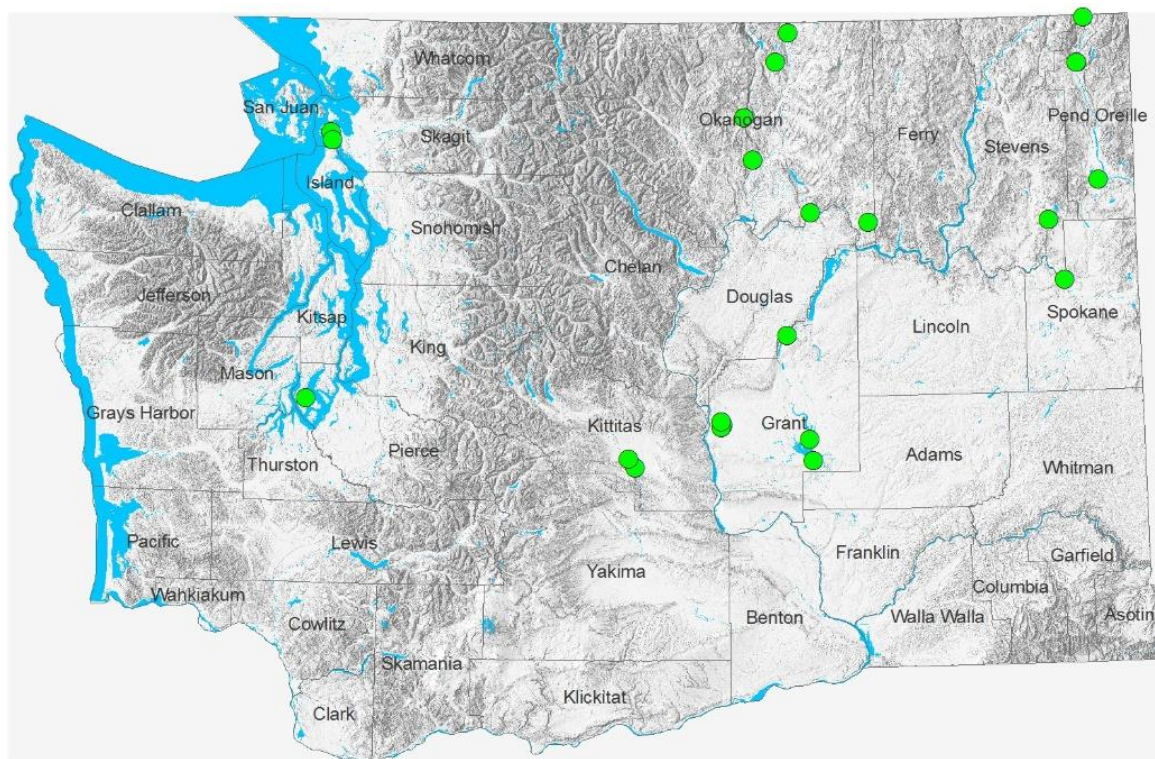 Whatcom
San Juan
Okanogan
Pend Oreille
Skagit
Ferry
Stevens
Island
Clallam
Snohomish
Chelan
Jefferson
Douglas
Kitsap
Lincoln
Spokane
King
Mason
Grays Harbor
Kittitas
Grant
Pierce
Thurston
Adams
Whitman
Pacific
Lewis
Franklin
Garfield
Yakima
Columbia
Wahkiakum
Asotin
Benton
Walla Walla
Cowlitz
Skamania
Klickitat
Clark